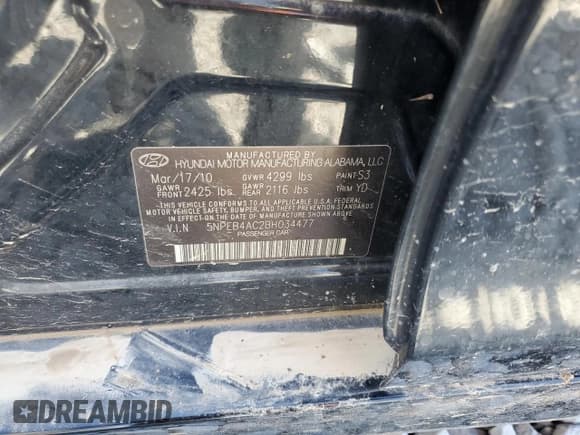 MANUFACTURED BY
HYUNDAI MOTOR MANUFACTURING ALABAMA, LLC
Mar/17/10 GVWR 4299 lbs PAINT S3
GAWR FRONT 2425 lbs GAWR REAR 2116 lbs TRIM YD
THIS VEHICLE CONFORMS TO ALL APPLICABLE U.S.A. FEDERAL
MOTOR VEHICLE SAFETY, BUMPER, AND THEFT PREVENTION STANDARDS
IN EFFECT ON THE DATE OF MANUFACTURE SHOWN ABOVE.
V.I.N 5NPEB4AC2BH034477
PASSENGER CAR
DREAMBID